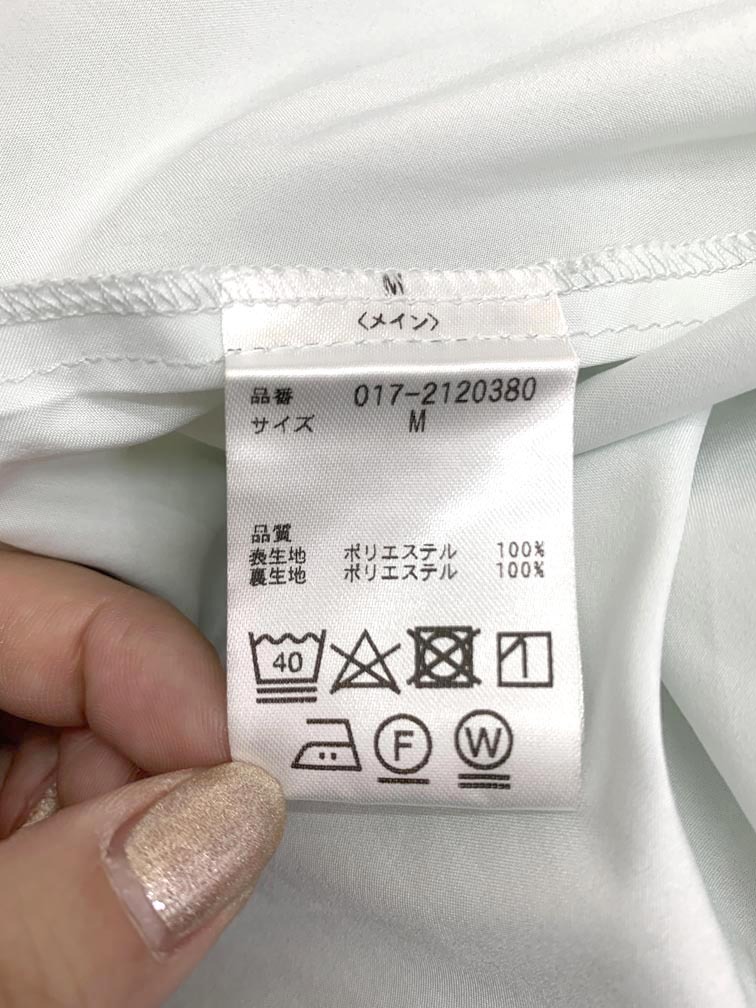 M
〈メイン〉
品番 017-2120380
サイズ M
品質
表生地 ポリエステル 100%
裏生地 ポリエステル 100%
40
F W